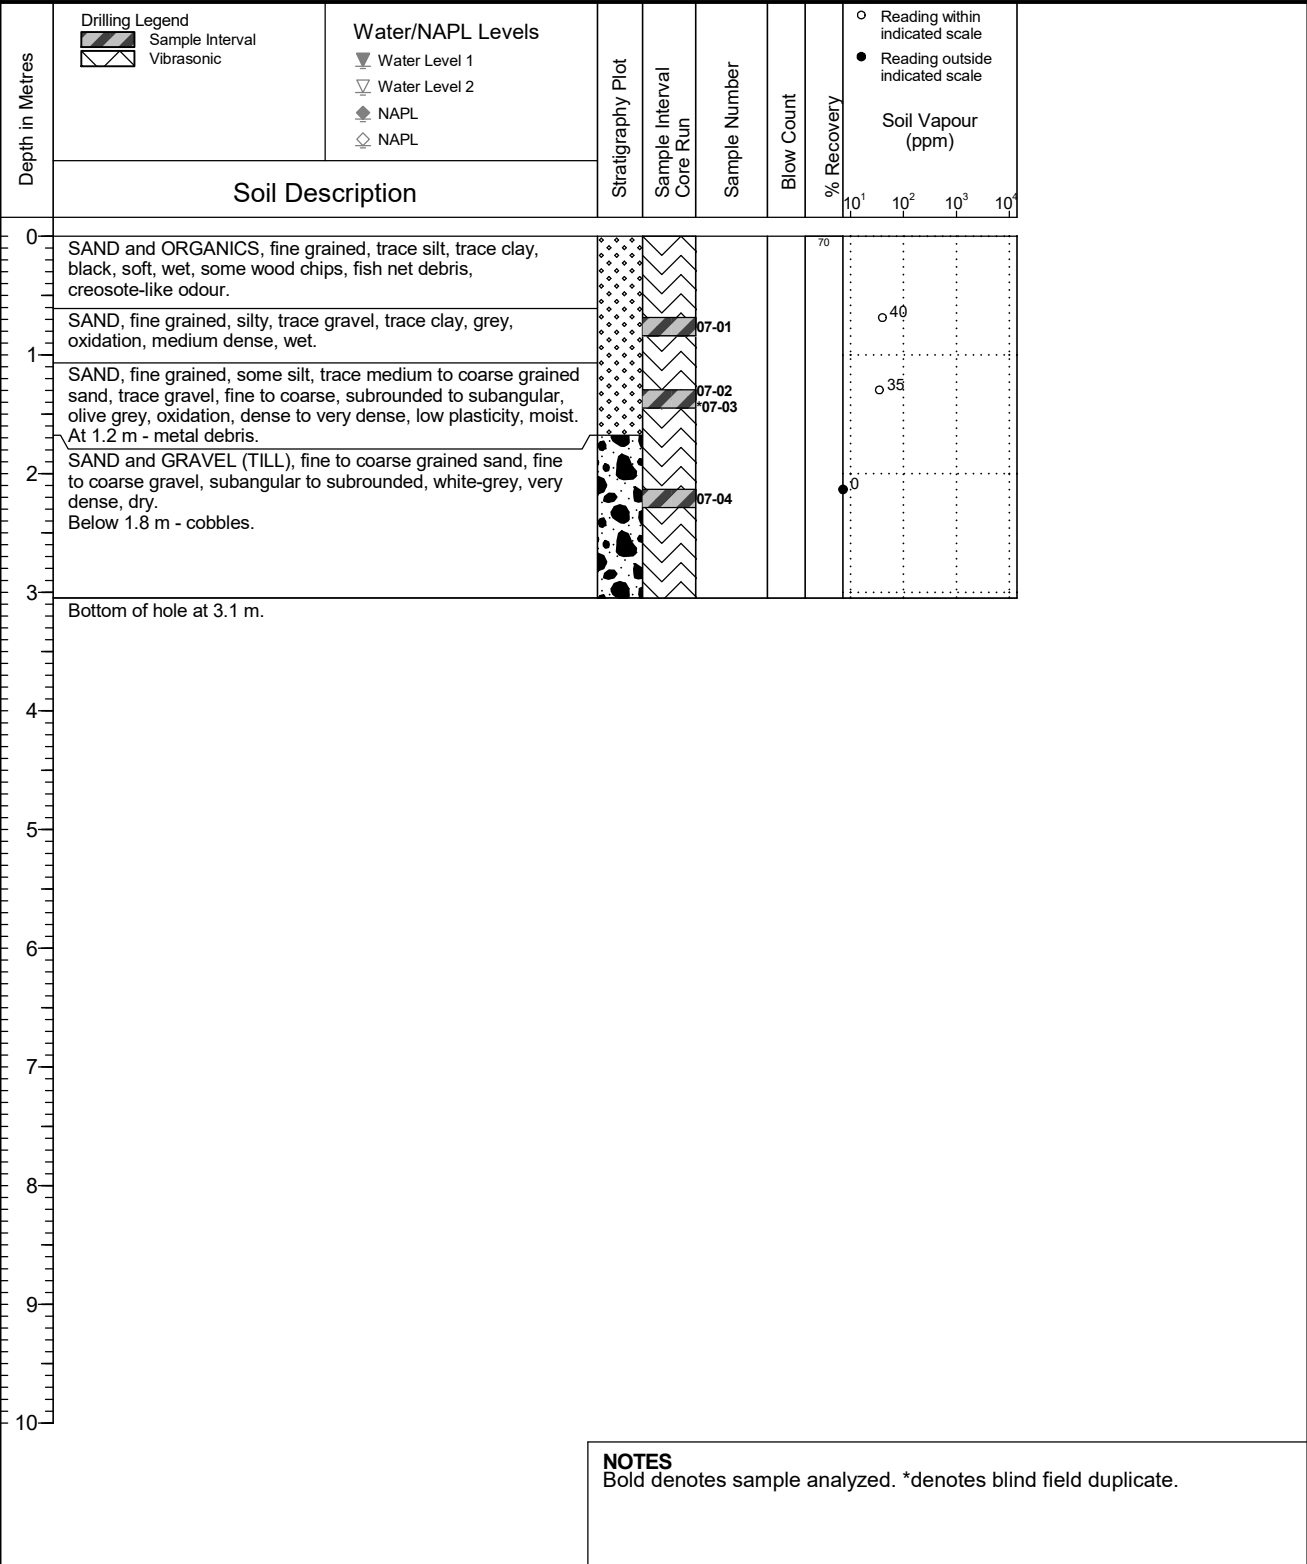 Depth in Metres
Drilling Legend
Sample Interval
Vibrasonic
Water/NAPL Levels
Water Level 1
Water Level 2
NAPL
NAPL
Soil Description
Stratigraphy Plot
Sample Interval
Core Run
Sample Number
Blow Count
% Recovery
Reading within
indicated scale
Reading outside
indicated scale
Soil Vapour
(ppm)
10¹ 10² 10³ 10⁴
0
SAND and ORGANICS, fine grained, trace silt, trace clay,
black, soft, wet, some wood chips, fish net debris,
creosote-like odour.
70
SAND, fine grained, silty, trace gravel, trace clay, grey,
oxidation, medium dense, wet.
07-01
40
1
SAND, fine grained, some silt, trace medium to coarse grained
sand, trace gravel, fine to coarse, subrounded to subangular,
olive grey, oxidation, dense to very dense, low plasticity, moist.
At 1.2 m - metal debris.
07-02
*07-03
35
SAND and GRAVEL (TILL), fine to coarse grained sand, fine
to coarse gravel, subangular to subrounded, white-grey, very
dense, dry.
Below 1.8 m - cobbles.
2
07-04
0
3
Bottom of hole at 3.1 m.
4
5
6
7
8
9
10
NOTES
Bold denotes sample analyzed. *denotes blind field duplicate.